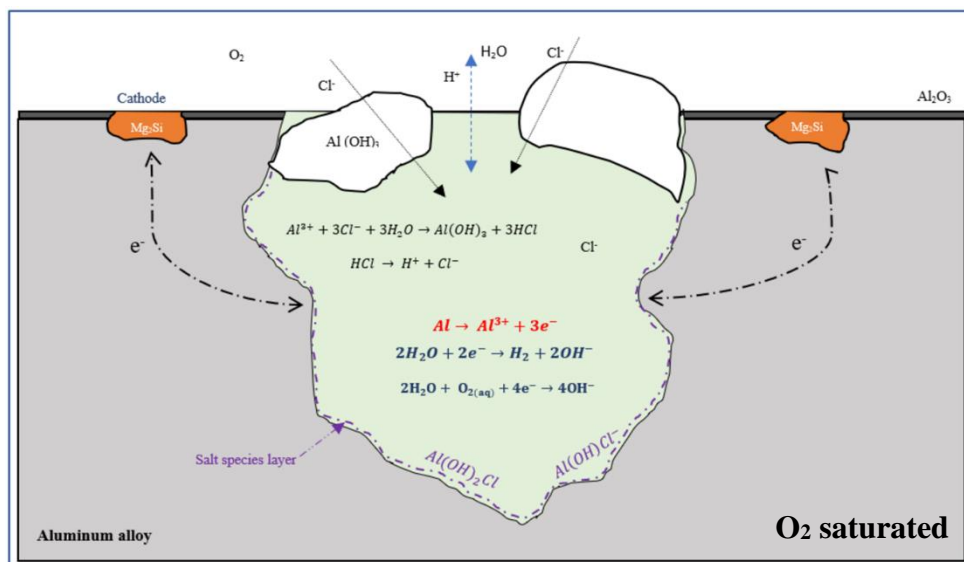 O₂
H₂O
Cl⁻
Cl⁻
H⁺
Cathode
Al₂O₃
Mg₂Si
Mg₂Si
Al (OH)₃
Al³⁺ + 3Cl⁻ + 3H₂O → Al(OH)₃ + 3HCl
Cl⁻
e⁻
e⁻
HCl → H⁺ + Cl⁻
Al → Al³⁺ + 3e⁻
2H₂O + 2e⁻ → H₂ + 2OH⁻
2H₂O + O₂(aq) + 4e⁻ → 4OH⁻
Salt species layer
Al(OH)₂Cl
Al(OH)Cl⁻
Aluminum alloy
O₂ saturated